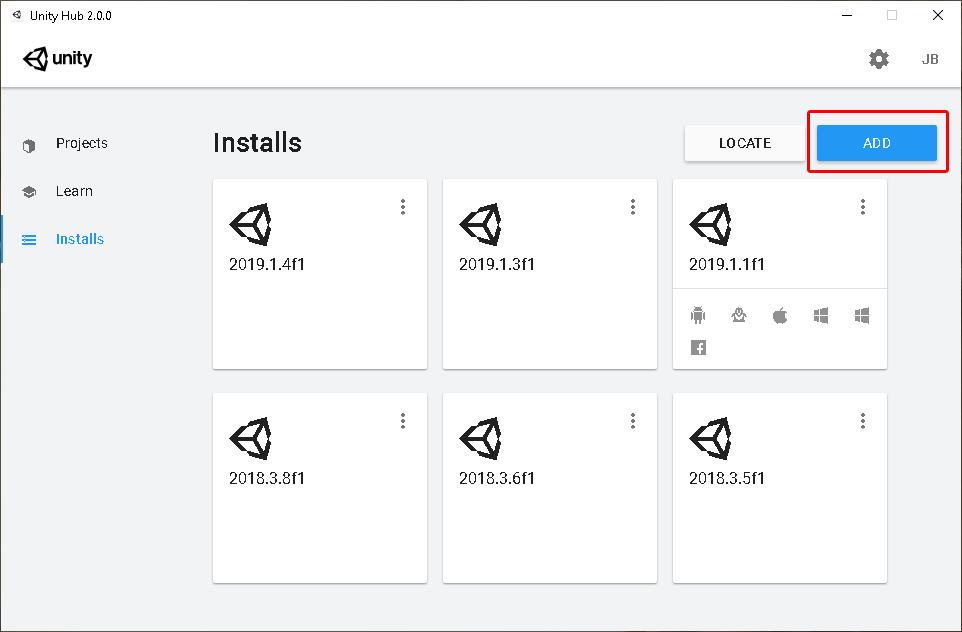 Unity Hub 2.0.0
unity
JB
Projects
Learn
Installs
Installs
LOCATE
ADD
2019.1.4f1
2019.1.3f1
2019.1.1f1
2018.3.8f1
2018.3.6f1
2018.3.5f1